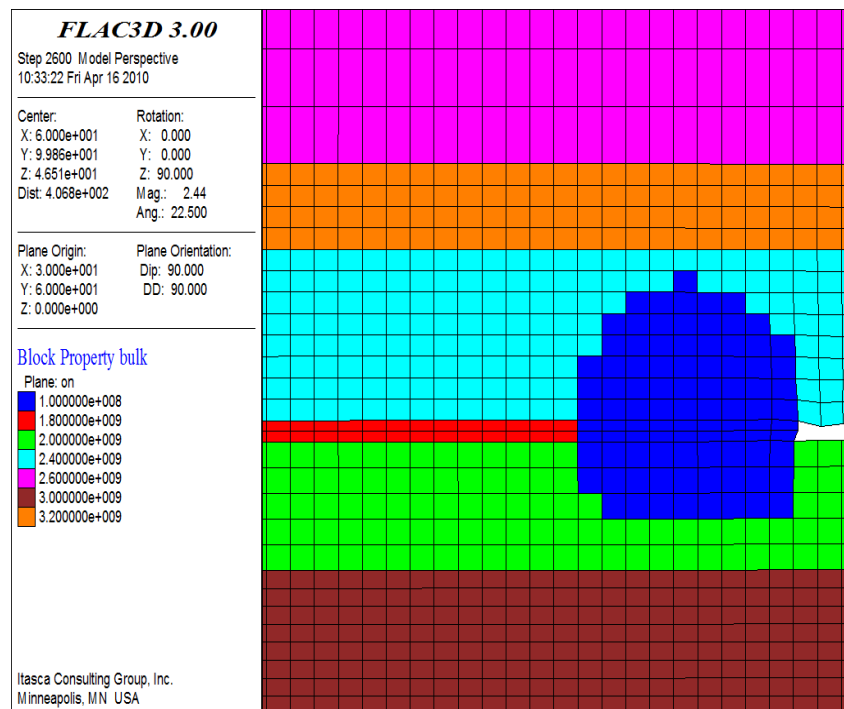 FLAC3D 3.00
Step 2600 Model Perspective
10:33:22 Fri Apr 16 2010
Center: Rotation:
X: 6.000e+001 X: 0.000
Y: 9.986e+001 Y: 0.000
Z: 4.651e+001 Z: 90.000
Dist: 4.068e+002 Mag.: 2.44
Ang.: 22.500
Plane Origin: Plane Orientation:
X: 3.000e+001 Dip: 90.000
Y: 6.000e+001 DD: 90.000
Z: 0.000e+000
Block Property bulk
Plane: on
1.000000e+008
1.800000e+009
2.000000e+009
2.400000e+009
2.600000e+009
3.000000e+009
3.200000e+009
Itasca Consulting Group, Inc.
Minneapolis, MN USA